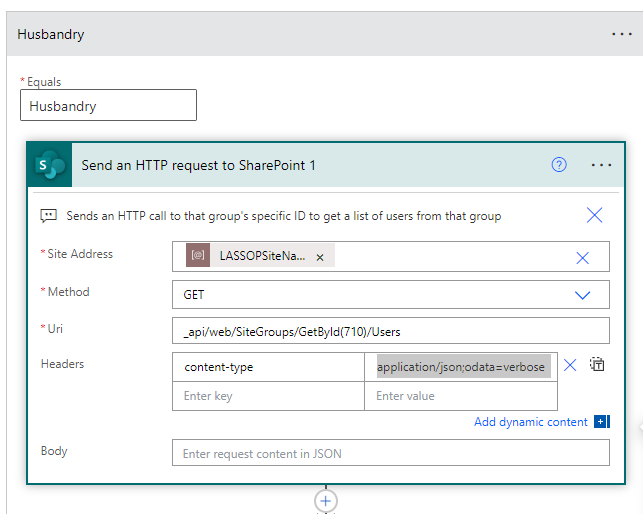 Husbandry
* Equals
Husbandry
S Send an HTTP request to SharePoint 1
Sends an HTTP call to that group's specific ID to get a list of users from that group
* Site Address [@] LASSOPSiteNa... x
* Method GET
* Uri _api/web/SiteGroups/GetById(710)/Users
Headers content-type application/json;odata=verbose
Enter key Enter value
Add dynamic content
Body Enter request content in JSON